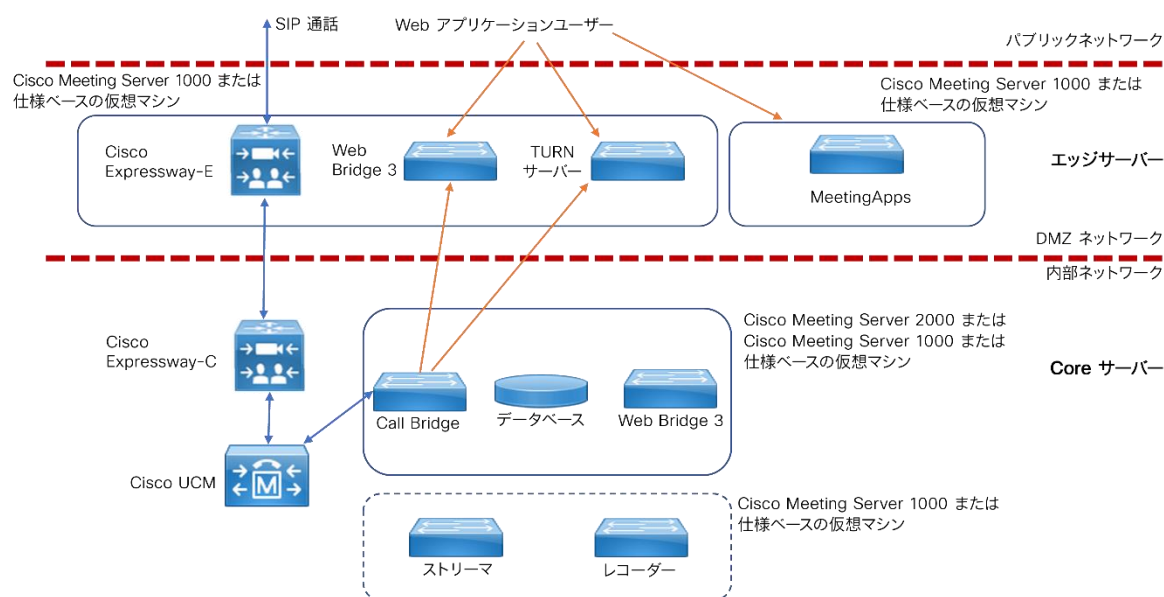 SIP 通話
Web アプリケーションユーザー
パブリックネットワーク
Cisco Meeting Server 1000 または
仕様ベースの仮想マシン
Cisco Meeting Server 1000 または
仕様ベースの仮想マシン
Cisco
Expressway-E
Web
Bridge 3
TURN
サーバー
MeetingApps
エッジサーバー
DMZ ネットワーク
内部ネットワーク
Cisco
Expressway-C
Cisco Meeting Server 2000 または
Cisco Meeting Server 1000 または
仕様ベースの仮想マシン
Core サーバー
Call Bridge
データベース
Web Bridge 3
Cisco UCM
M
Cisco Meeting Server 1000 または
仕様ベースの仮想マシン
ストリーマ
レコーダー